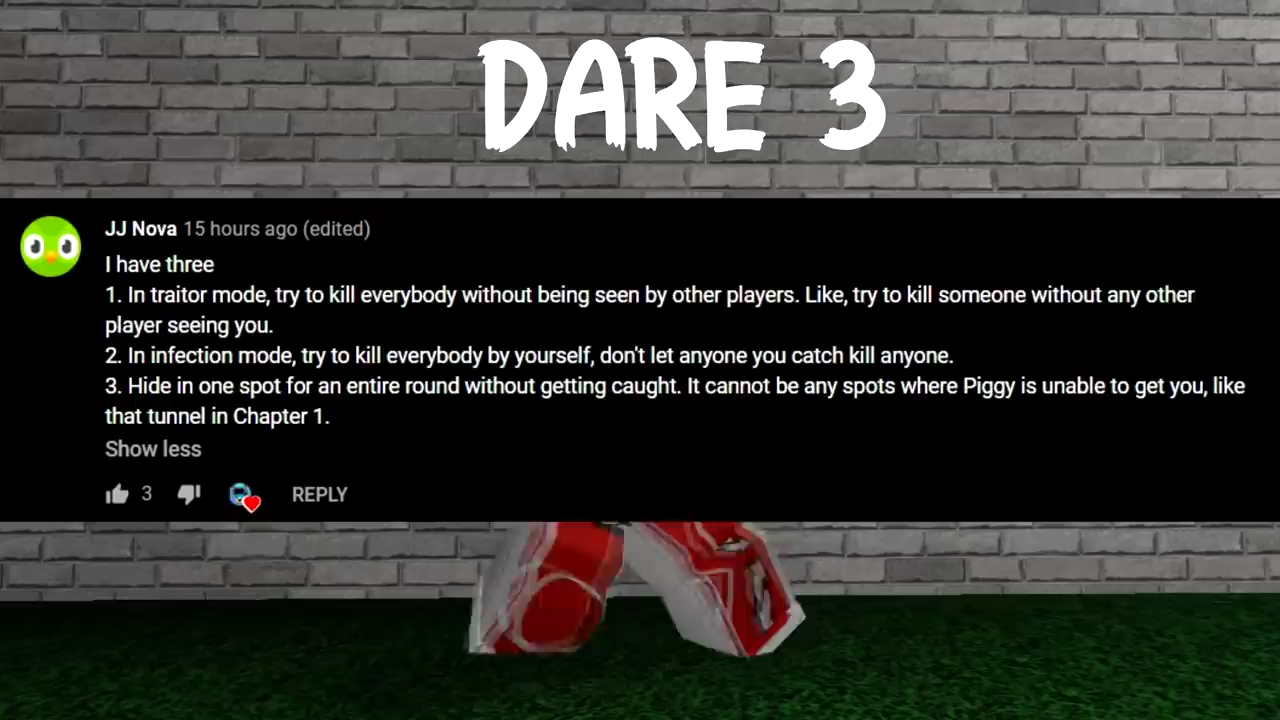 DARE 3
JJ Nova 15 hours ago (edited)
I have three
1. In traitor mode, try to kill everybody without being seen by other players. Like, try to kill someone without any other
player seeing you.
2. In infection mode, try to kill everybody by yourself, don't let anyone you catch kill anyone.
3. Hide in one spot for an entire round without getting caught. It cannot be any spots where Piggy is unable to get you, like
that tunnel in Chapter 1.
Show less
3 REPLY